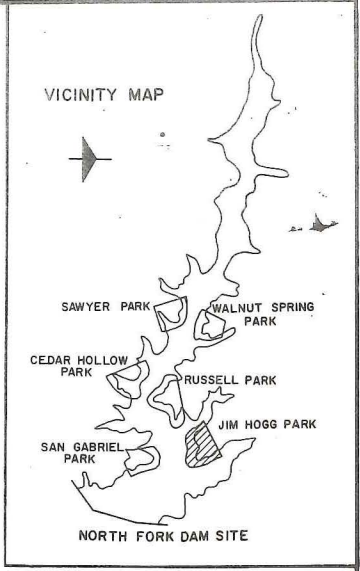 VICINITY MAP
SAWYER PARK
WALNUT SPRING
PARK
CEDAR HOLLOW
PARK
RUSSELL PARK
JIM HOGG PARK
SAN GABRIEL
PARK
NORTH FORK DAM SITE